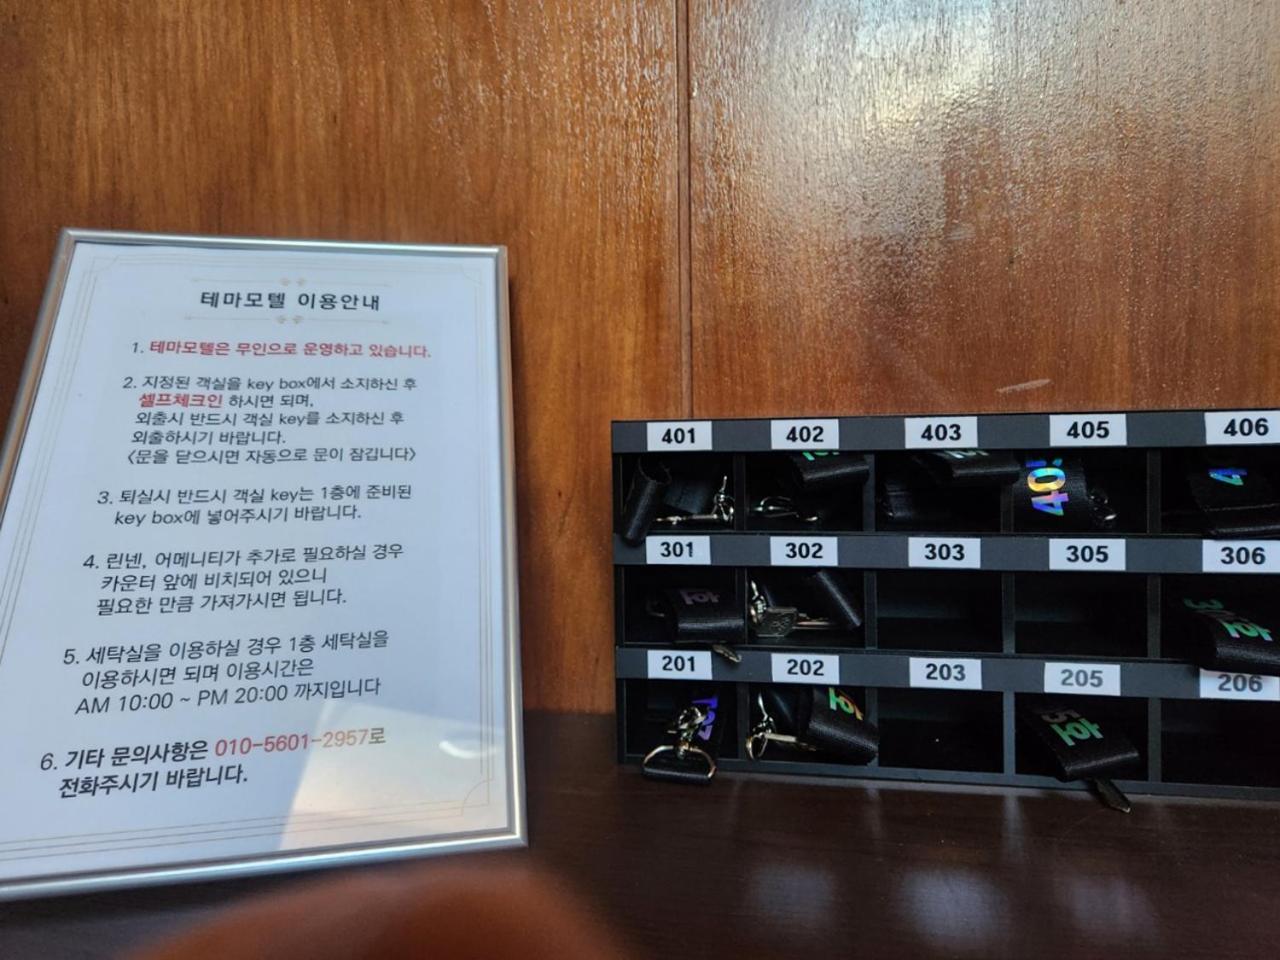 테마모텔 이용안내
1. 테마모텔은 무인으로 운영하고 있습니다.
2. 지정된 객실을 key box에서 소지하신 후
셀프체크인 하시면 되며,
외출시 반드시 객실 key를 소지하신 후
외출하시기 바랍니다.
<문을 닫으시면 자동으로 문이 잠깁니다>
3. 퇴실시 반드시 객실 key는 1층에 준비된
key box에 넣어주시기 바랍니다.
4. 린넨, 어메니티가 추가로 필요하실 경우
카운터 앞에 비치되어 있으니
필요한 만큼 가져가시면 됩니다.
5. 세탁실을 이용하실 경우 1층 세탁실을
이용하시면 되며 이용시간은
AM 10:00 ~ PM 20:00 까지입니다
6. 기타 문의사항은 010-5601-2957로
전화주시기 바랍니다.
401 402 403 405 406
405
301 302 303 305 306
201 202 203 205 206